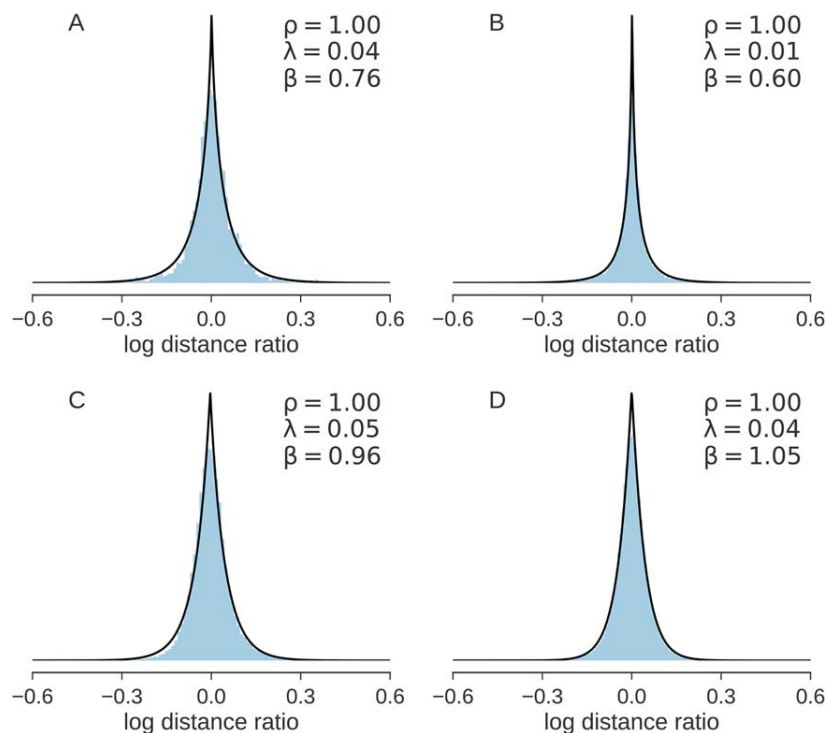 A
ρ = 1.00
λ = 0.04
β = 0.76
−0.6 −0.3 0.0 0.3 0.6
log distance ratio
B
ρ = 1.00
λ = 0.01
β = 0.60
−0.6 −0.3 0.0 0.3 0.6
log distance ratio
C
ρ = 1.00
λ = 0.05
β = 0.96
−0.6 −0.3 0.0 0.3 0.6
log distance ratio
D
ρ = 1.00
λ = 0.04
β = 1.05
−0.6 −0.3 0.0 0.3 0.6
log distance ratio